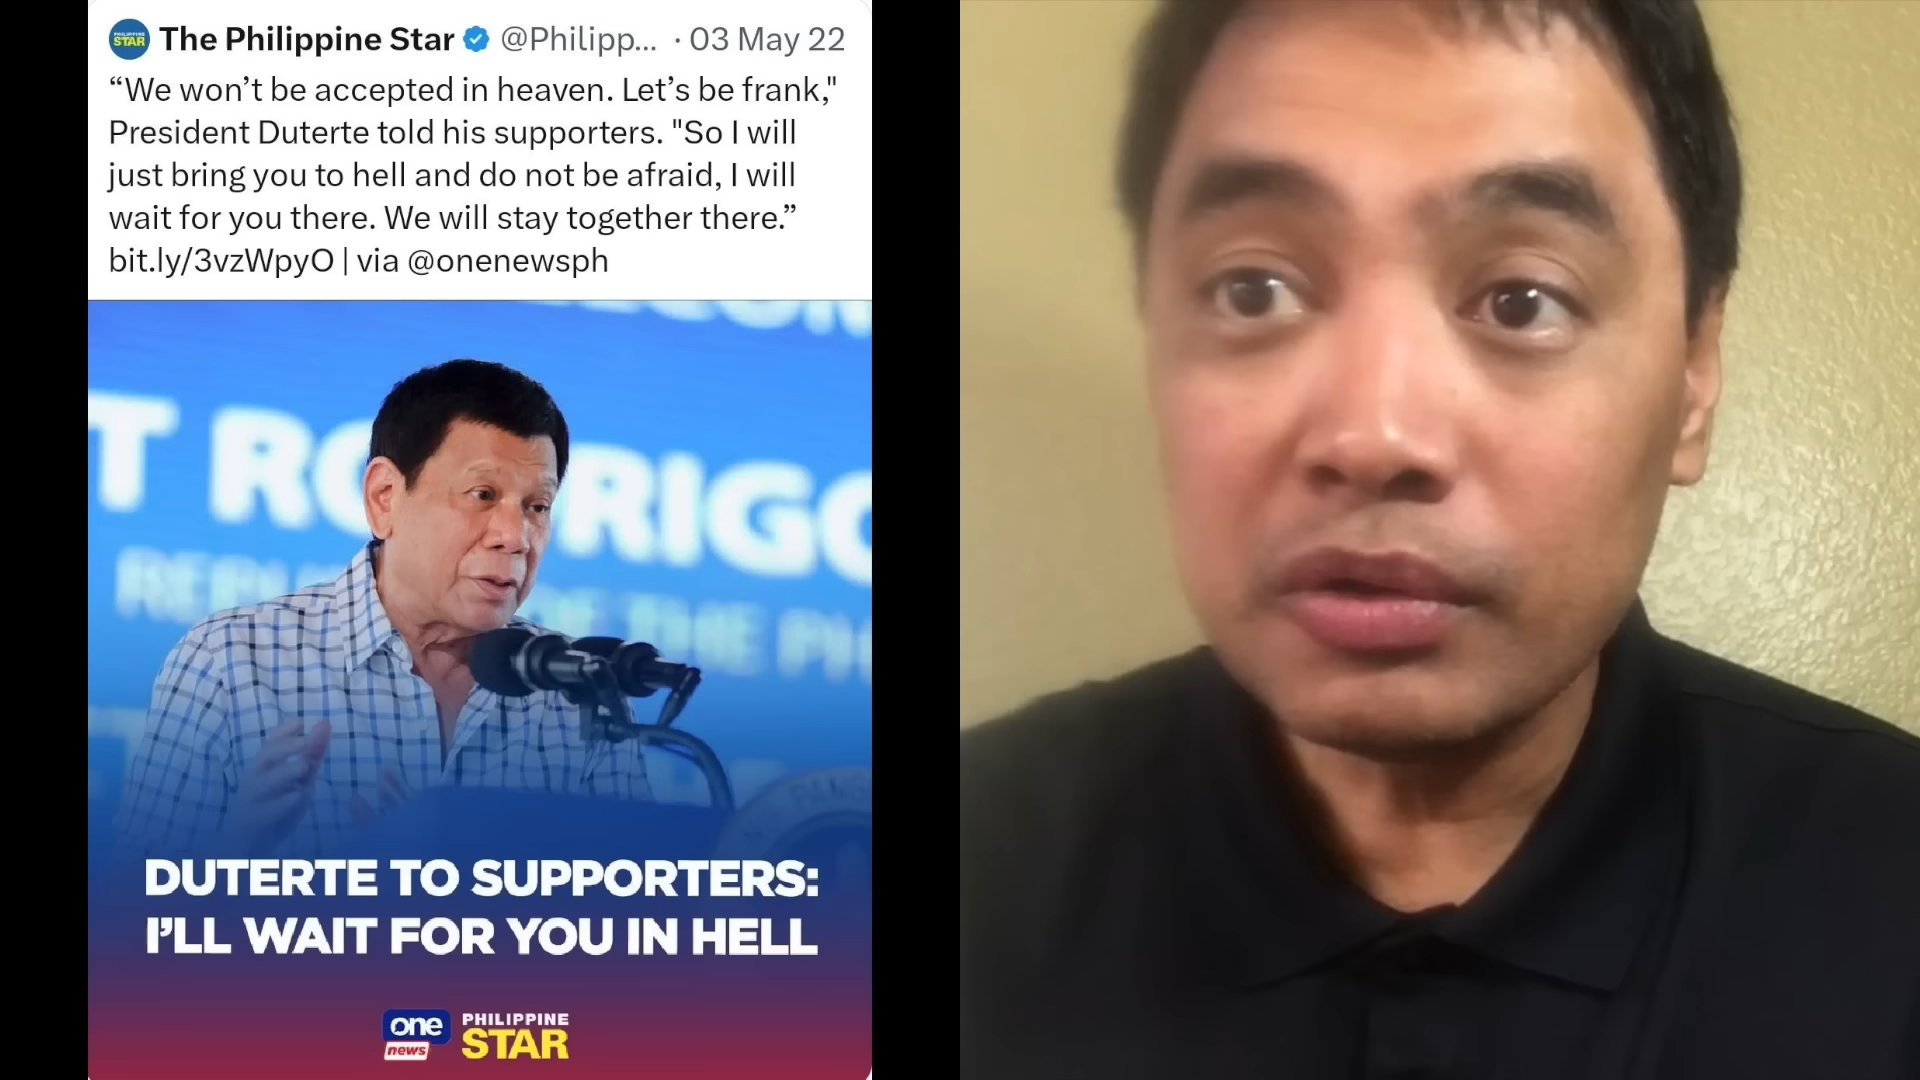 The Philippine Star @Philipp... · 03 May 22
“We won’t be accepted in heaven. Let’s be frank,"
President Duterte told his supporters. "So I will
just bring you to hell and do not be afraid, I will
wait for you there. We will stay together there.”
bit.ly/3vzWpyO | via @onenewsph
T RODRIGO
DUTERTE TO SUPPORTERS:
I’LL WAIT FOR YOU IN HELL
one
news
PHILIPPINE
STAR